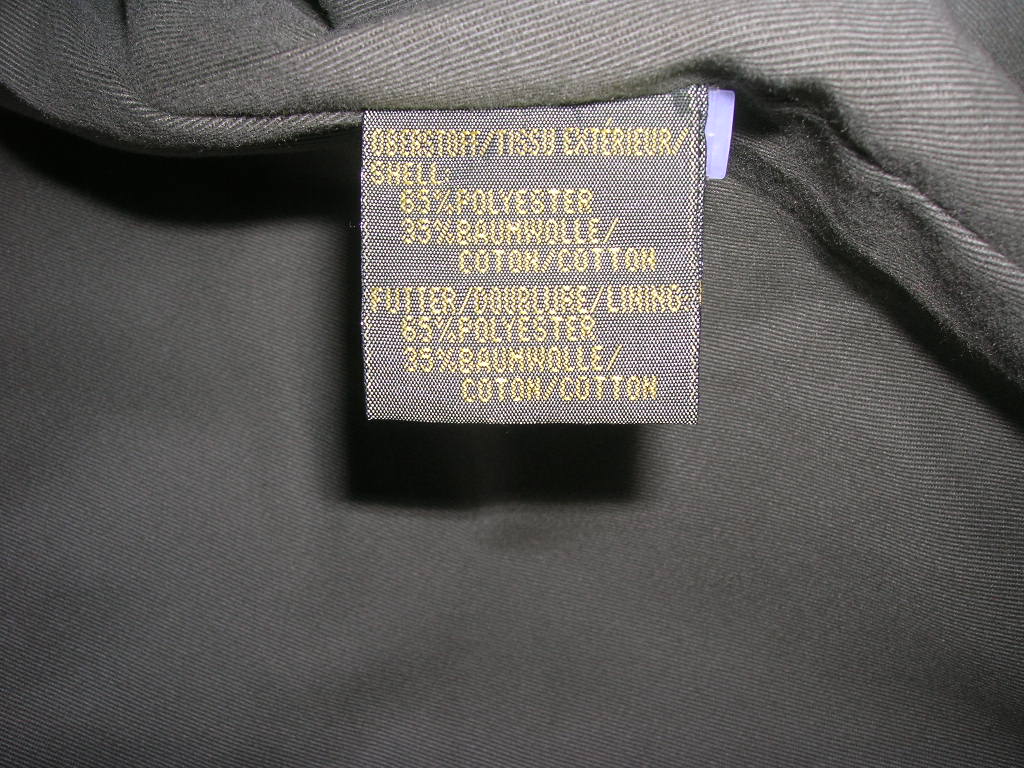 OBERSTOFF/TISSU EXTÉRIEUR/
SHELL
65%POLYESTER
35%BAUMWOLLE/
COTON/COTTON
FUTTER/DOUBLURE/LINING
65%POLYESTER
35%BAUMWOLLE/
COTON/COTTON